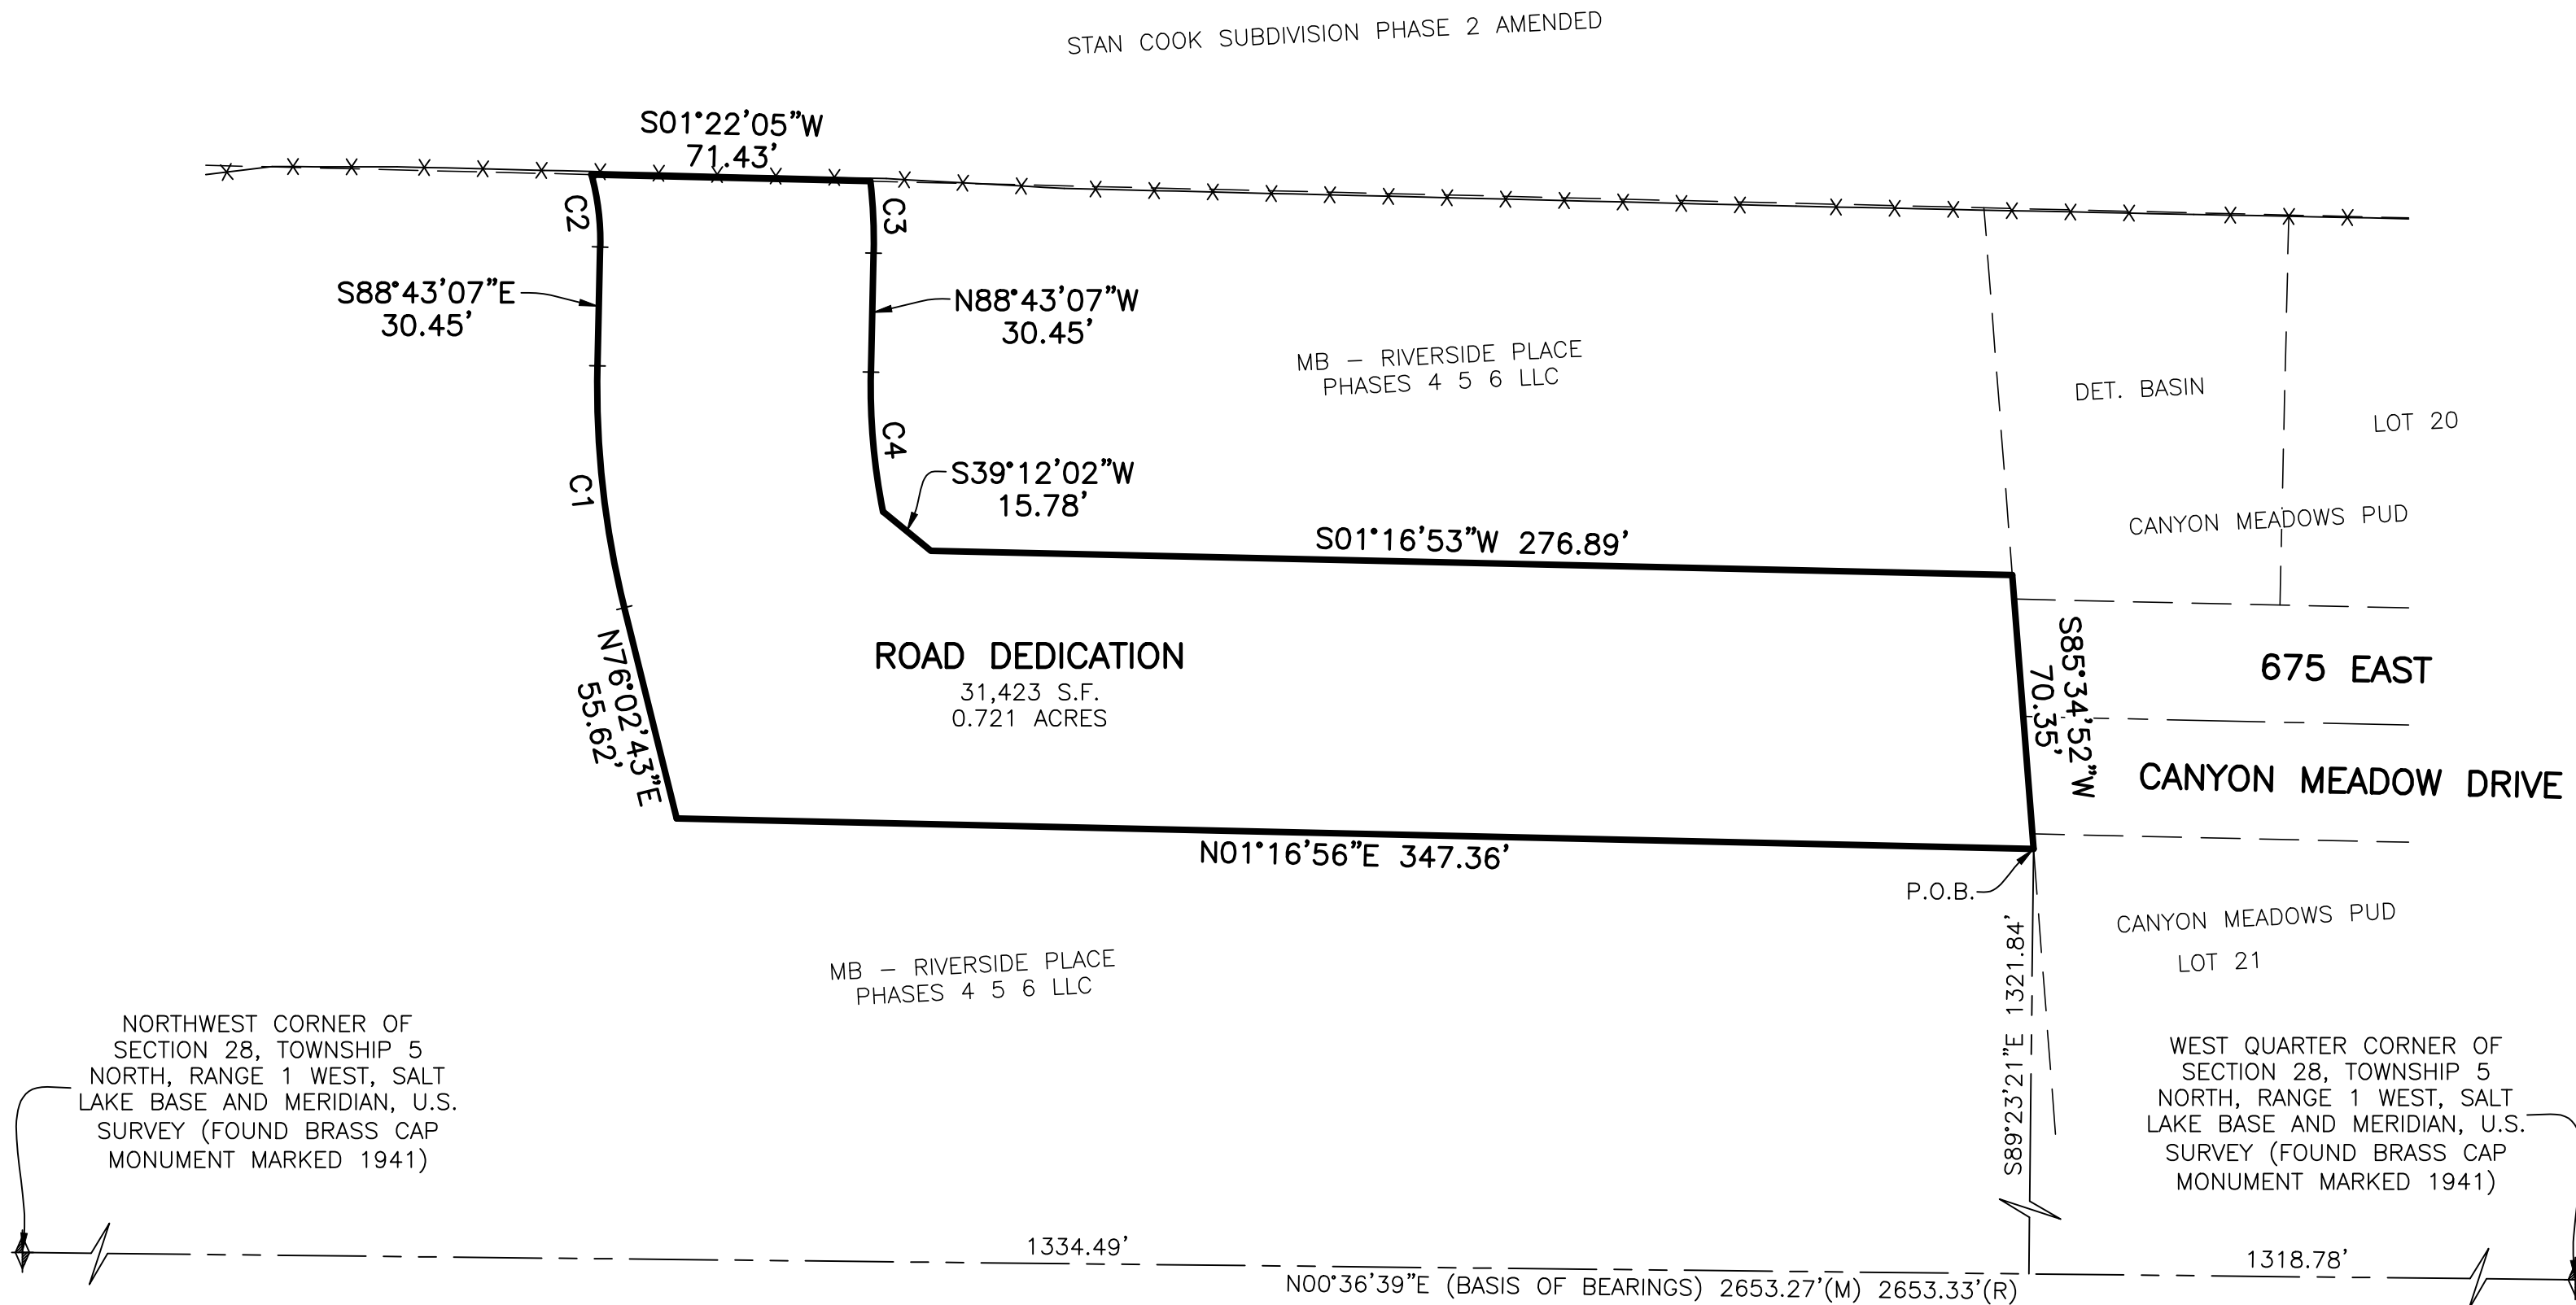 STAN COOK SUBDIVISION PHASE 2 AMENDED
S01°22'05"W
71.43'
C2
C3
S88°43'07"E
30.45'
N88°43'07"W
30.45'
MB – RIVERSIDE PLACE
PHASES 4 5 6 LLC
DET. BASIN
LOT 20
C4
C1
S39°12'02"W
15.78'
CANYON MEADOWS PUD
S01°16'53"W 276.89'
N76°02'43"E
55.62'
ROAD DEDICATION
31,423 S.F.
0.721 ACRES
S85°34'52"W
70.35'
675 EAST
CANYON MEADOW DRIVE
N01°16'56"E 347.36'
P.O.B.
CANYON MEADOWS PUD
LOT 21
MB – RIVERSIDE PLACE
PHASES 4 5 6 LLC
S89°23'21"E 1321.84'
NORTHWEST CORNER OF
SECTION 28, TOWNSHIP 5
NORTH, RANGE 1 WEST, SALT
LAKE BASE AND MERIDIAN, U.S.
SURVEY (FOUND BRASS CAP
MONUMENT MARKED 1941)
WEST QUARTER CORNER OF
SECTION 28, TOWNSHIP 5
NORTH, RANGE 1 WEST, SALT
LAKE BASE AND MERIDIAN, U.S.
SURVEY (FOUND BRASS CAP
MONUMENT MARKED 1941)
1334.49'
1318.78'
N00°36'39"E (BASIS OF BEARINGS) 2653.27'(M) 2653.33'(R)